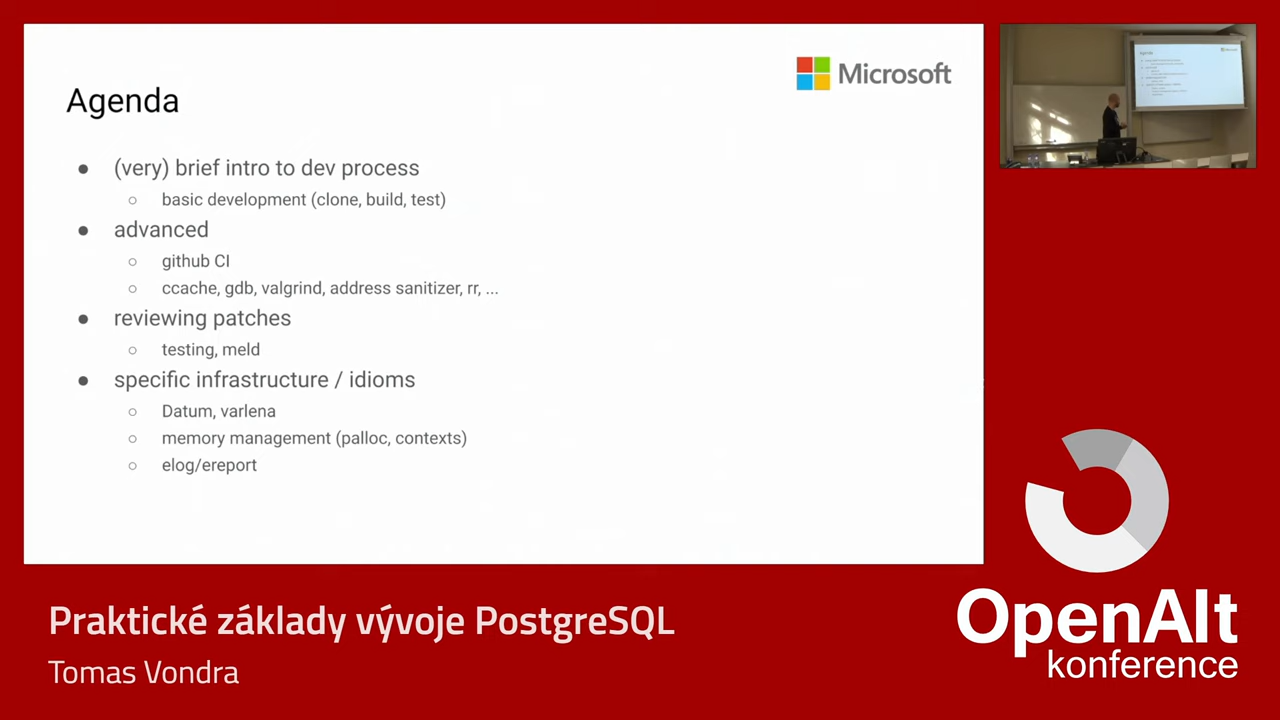 Microsoft
Agenda
● (very) brief intro to dev process
○ basic development (clone, build, test)
● advanced
○ github CI
○ ccache, gdb, valgrind, address sanitizer, rr, ...
● reviewing patches
○ testing, meld
● specific infrastructure / idioms
○ Datum, varlena
○ memory management (palloc, contexts)
○ elog/ereport
Praktické základy vývoje PostgreSQL
Tomas Vondra
OpenAlt
konference